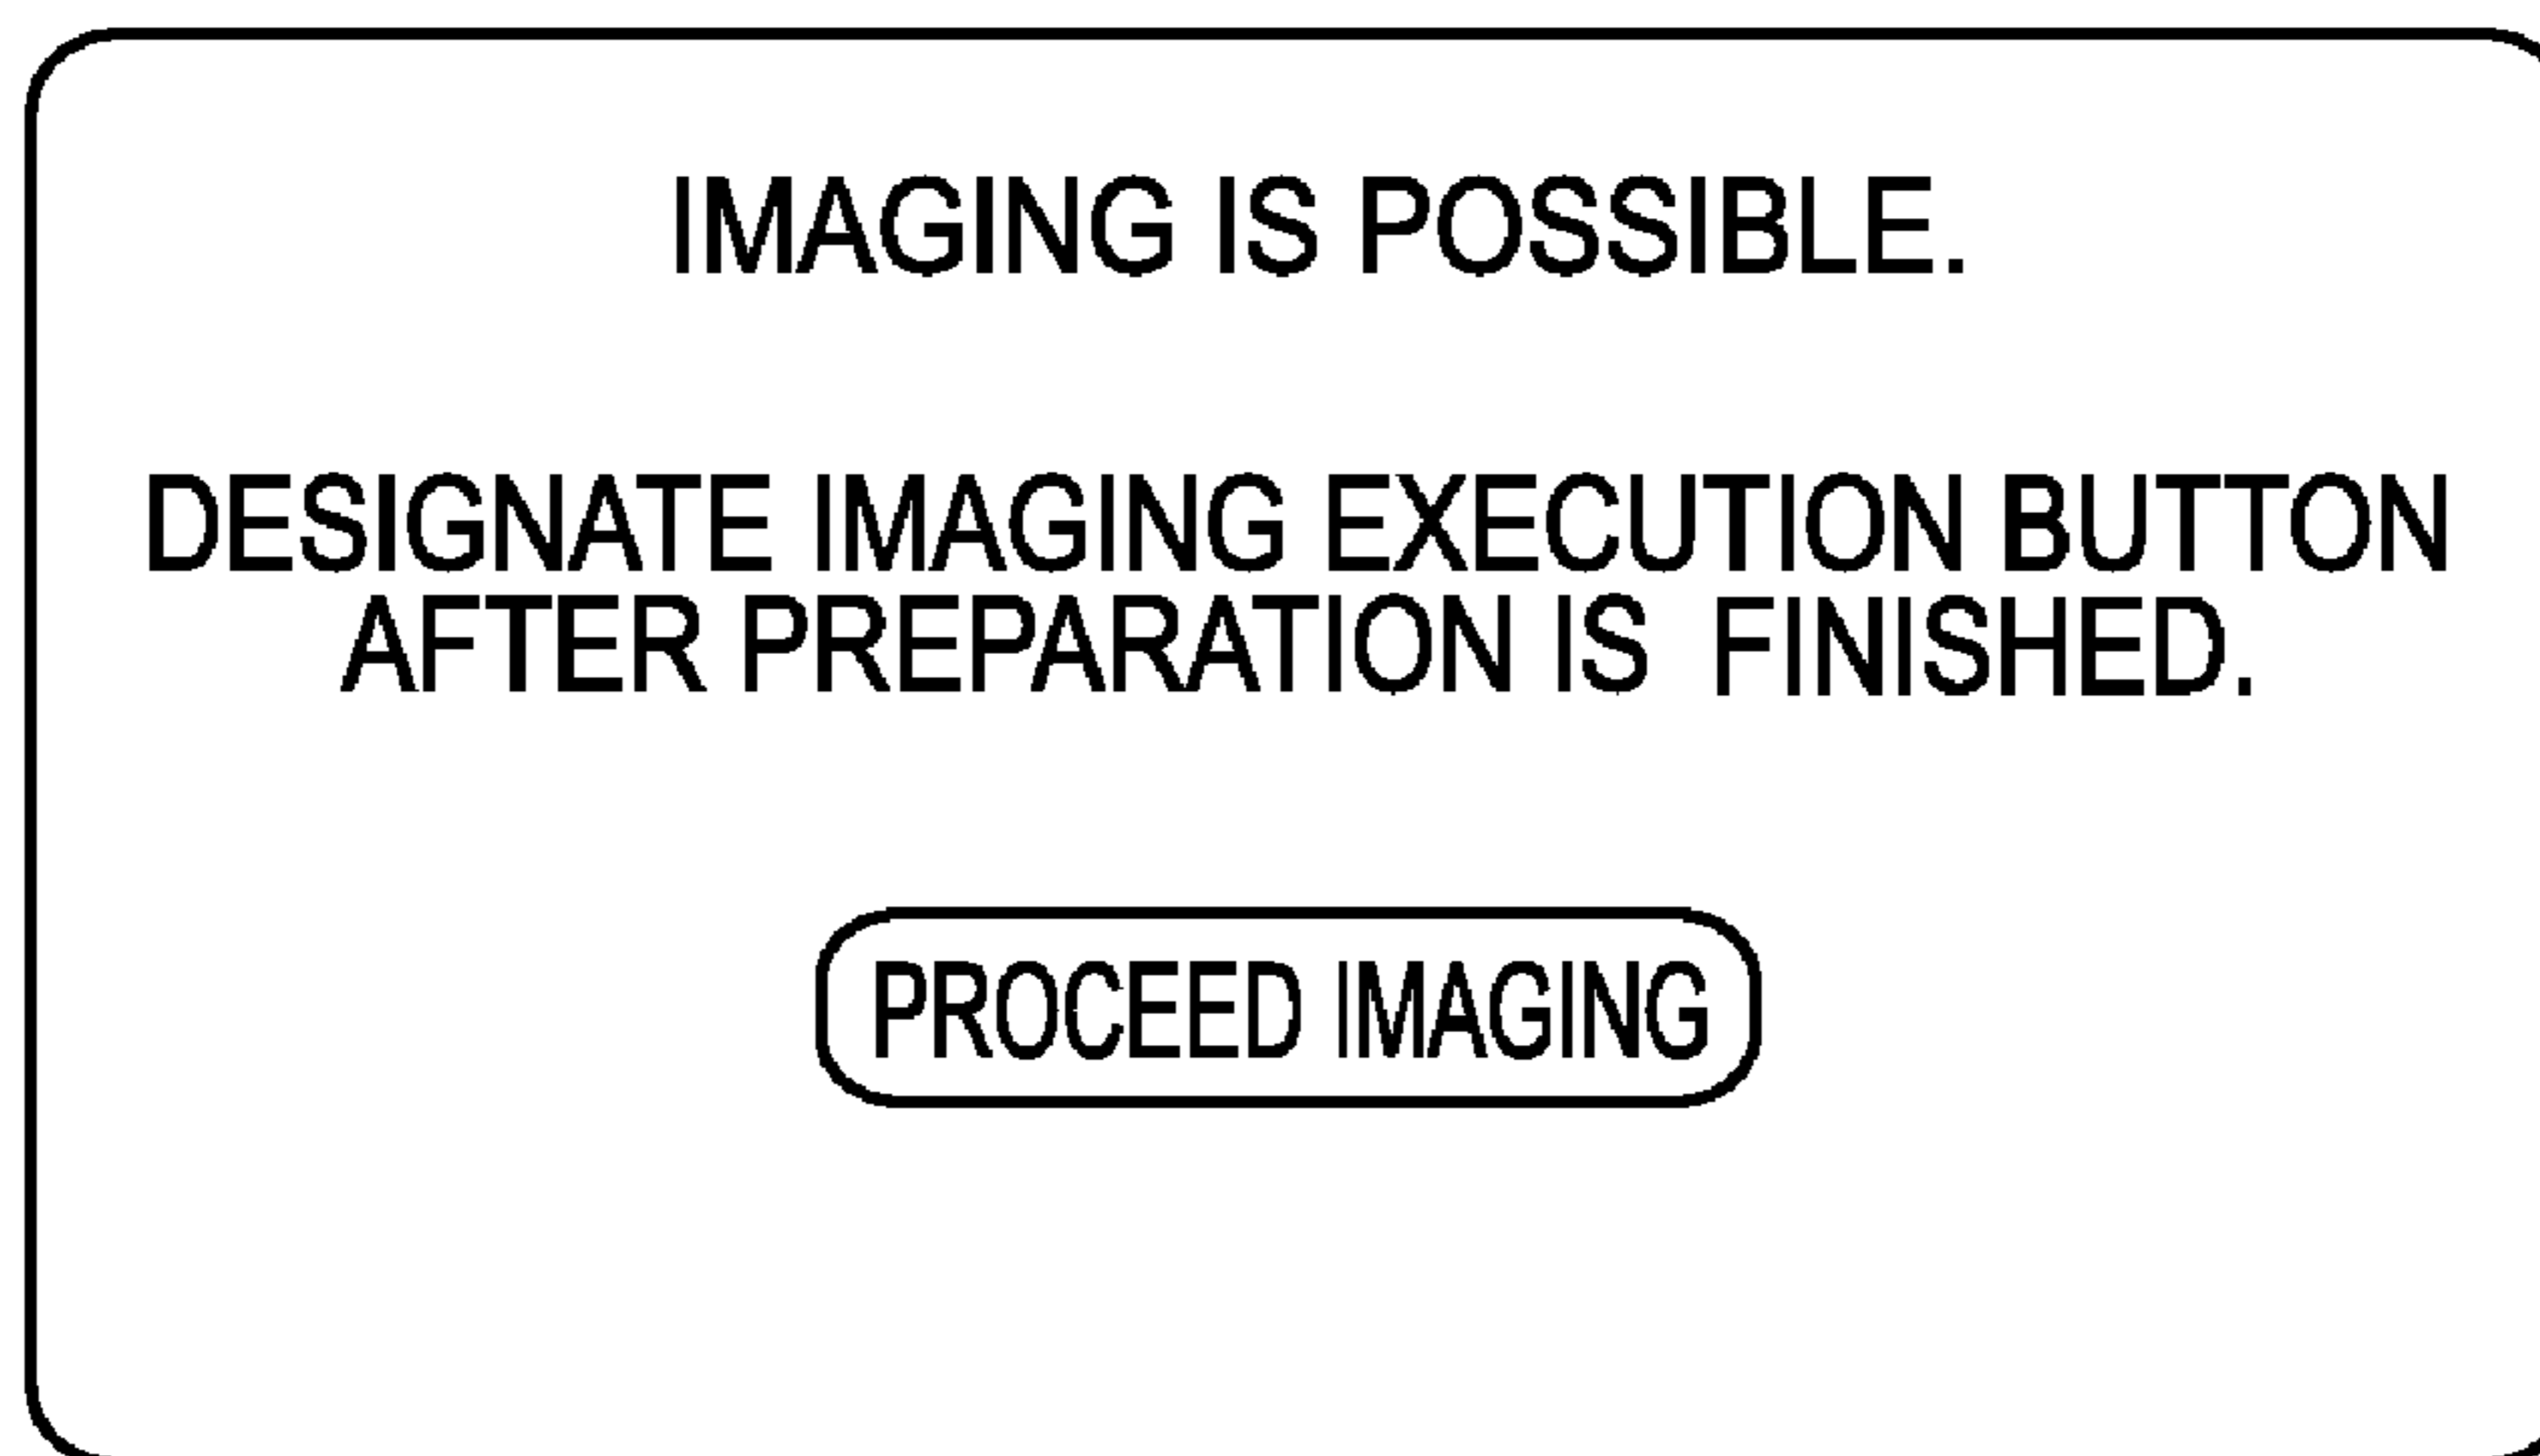 IMAGING IS POSSIBLE.
DESIGNATE IMAGING EXECUTION BUTTON
AFTER PREPARATION IS FINISHED.
PROCEED IMAGING